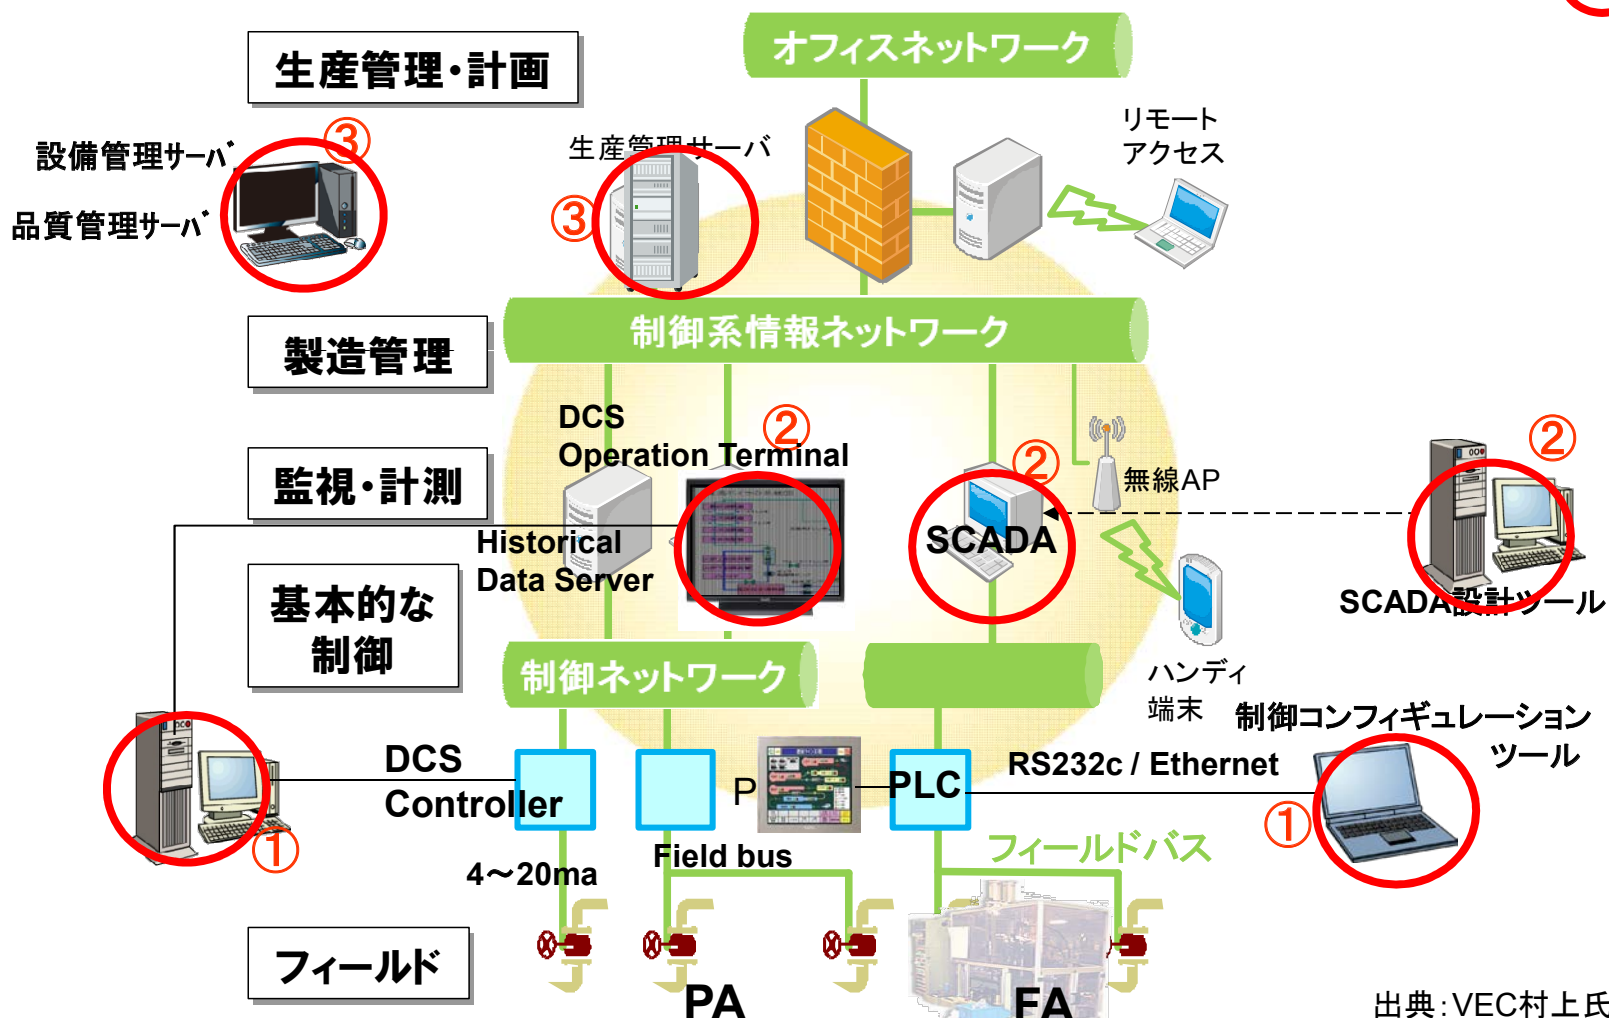 オフィスネットワーク
生産管理・計画
リモート
アクセス
③
設備管理サーバ
生産管理サーバ
品質管理サーバ
③
制御系情報ネットワーク
製造管理
DCS
Operation Terminal
②
②
②
監視・計測
無線AP
SCADA
Historical
Data Server
SCADA設計ツール
基本的な
制御
制御ネットワーク
ハンディ
端末
制御コンフィギュレーション
ツール
DCS
Controller
P
PLC
RS232c / Ethernet
①
①
Field bus
フィールドバス
4～20ma
フィールド
PA
FA
出典：VEC村上氏